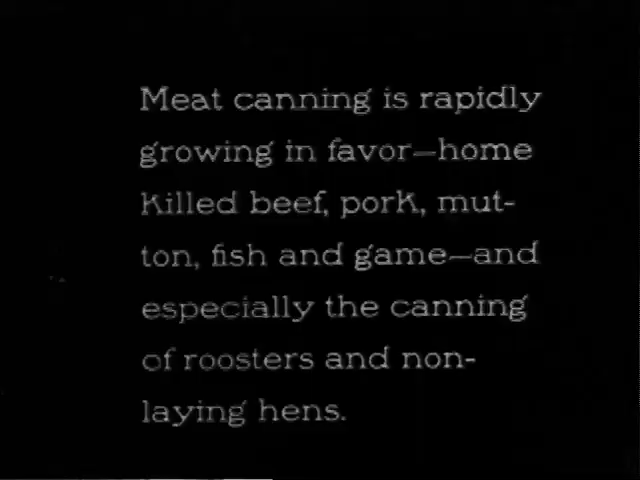 Meat canning is rapidly
growing in favor—home
killed beef, pork, mut-
ton, fish and game—and
especially the canning
of roosters and non-
laying hens.